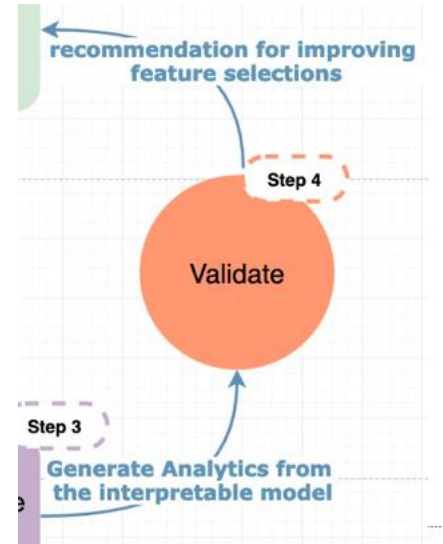 recommendation for improving
feature selections
Step 4
Validate
Step 3
Generate Analytics from
the interpretable model
e